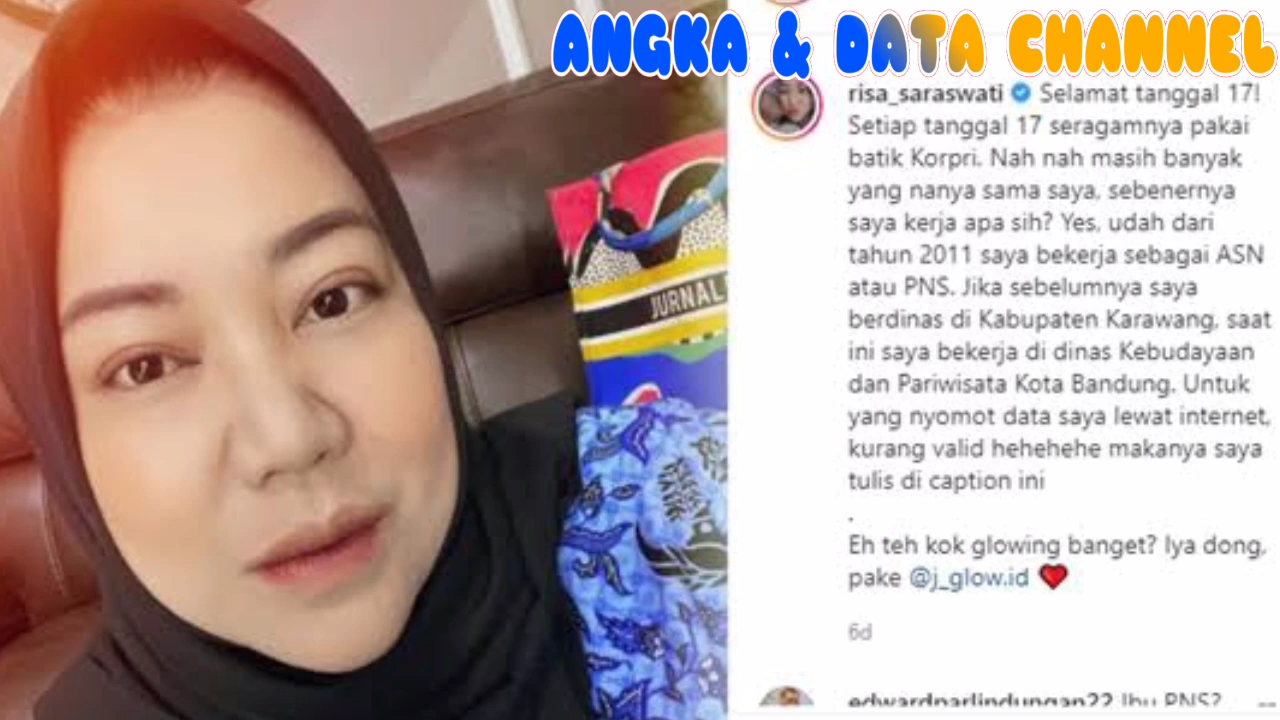 ANGKA & DATA CHANNEL
risa_saraswati Selamat tanggal 17!
Setiap tanggal 17 seragamnya pakai
batik Korpri. Nah nah masih banyak
yang nanya sama saya, sebenernya
saya kerja apa sih? Yes, udah dari
tahun 2011 saya bekerja sebagai ASN
atau PNS. Jika sebelumnya saya
berdinas di Kabupaten Karawang, saat
ini saya bekerja di dinas Kebudayaan
dan Pariwisata Kota Bandung. Untuk
yang nyomot data saya lewat internet,
kurang valid hehehehe makanya saya
tulis di caption ini
.
Eh teh kok glowing banget? Iya dong,
pake @j_glow.id ❤
6d
edwardparlindungan22 Ibu PNS?
JURNAL